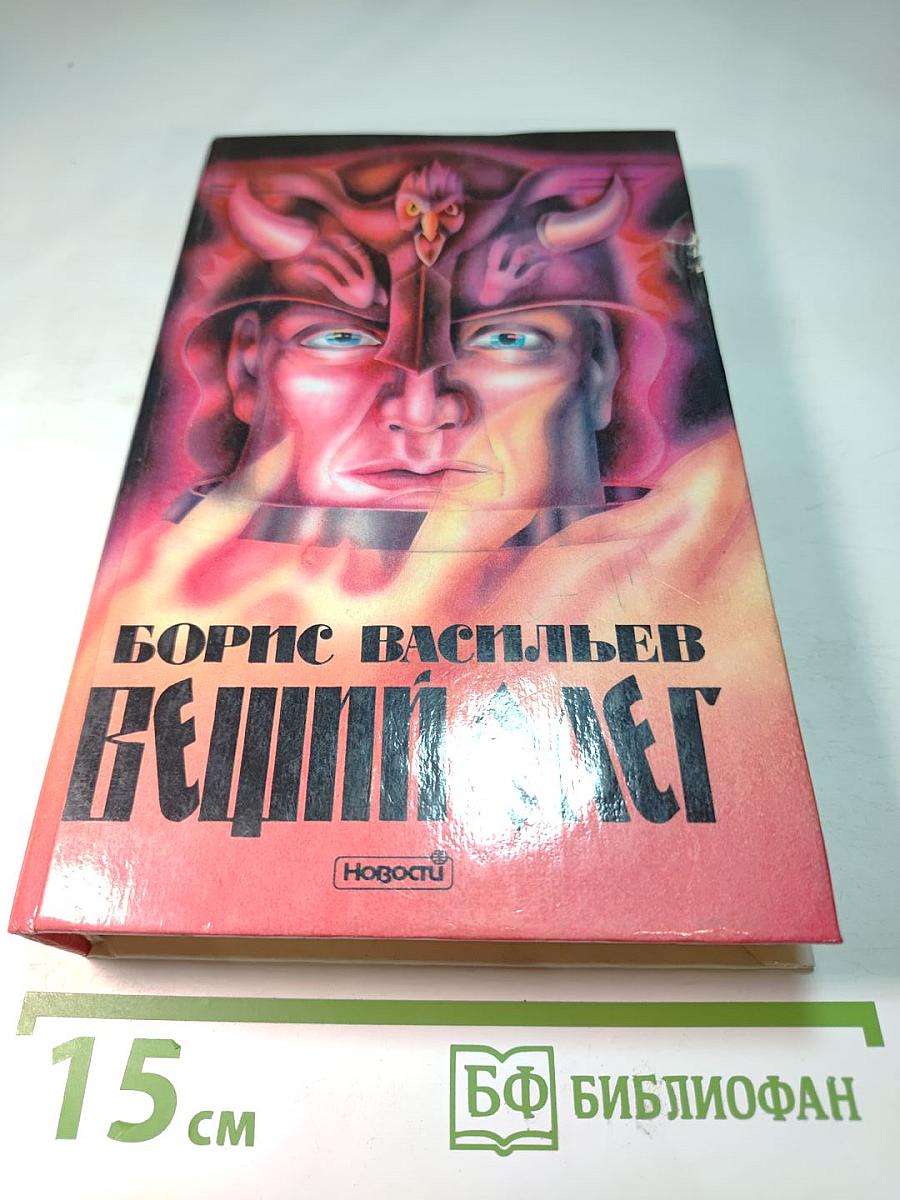 БОРИС ВАСИЛЬЕВ
ВЕЩИЙ ОЛЕГ
Новости
15 см
БФ БИБЛИОФАН